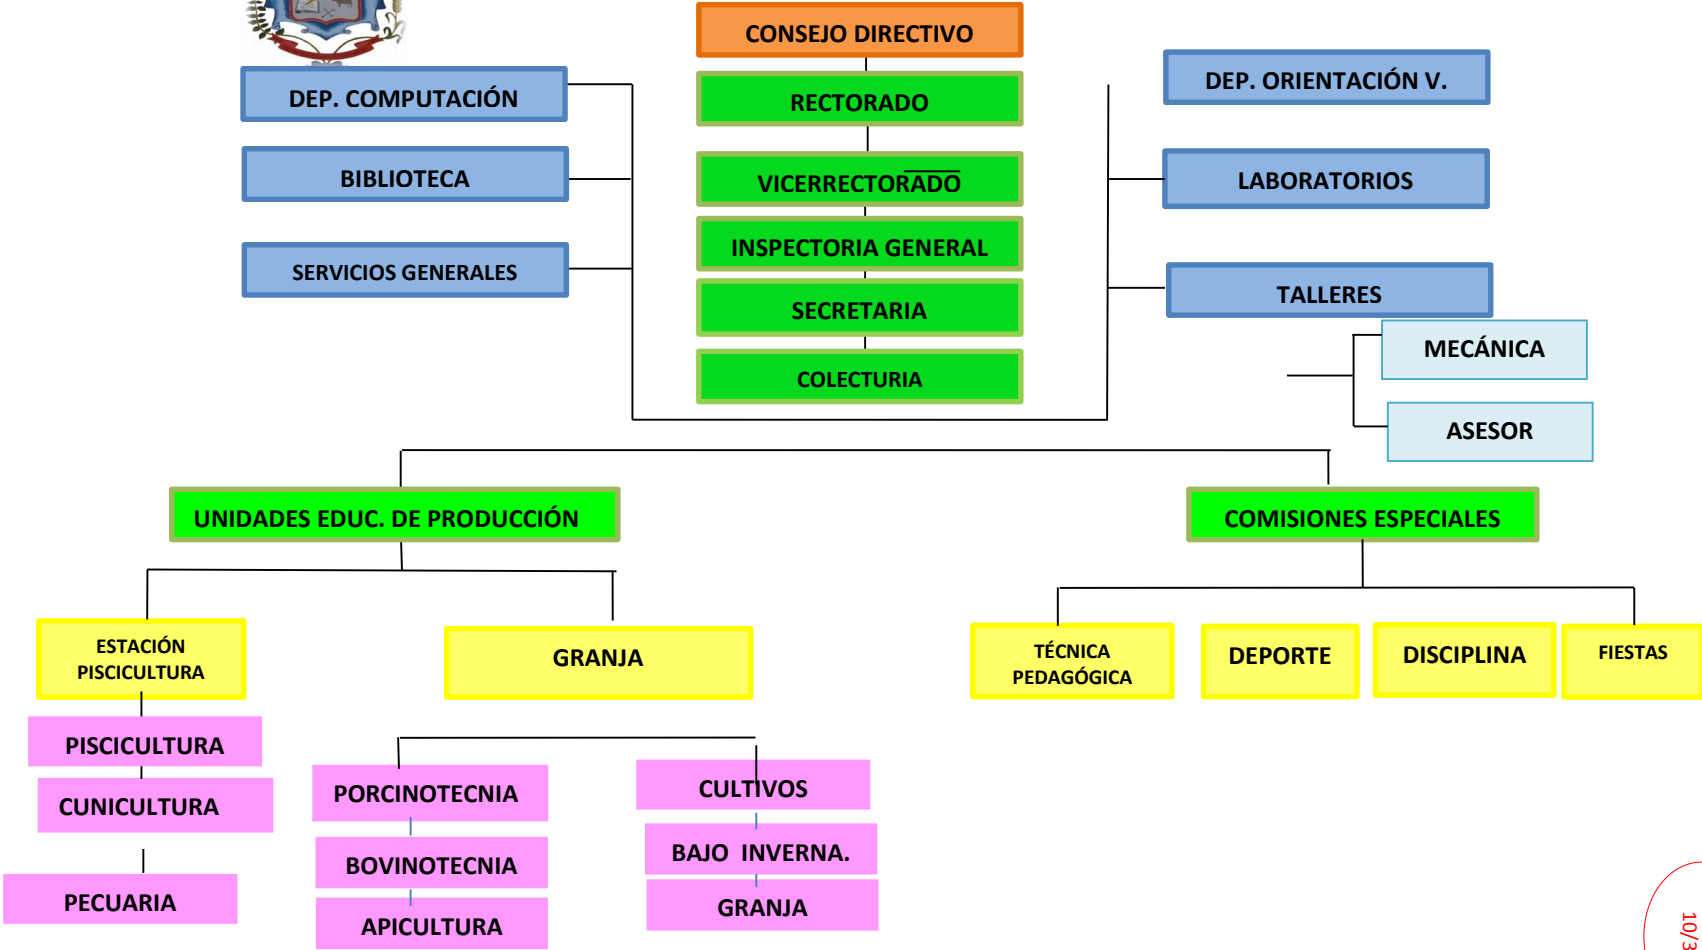 CONSEJO DIRECTIVO
DEP. COMPUTACIÓN
RECTORADO
DEP. ORIENTACIÓN V.
BIBLIOTECA
VICERRECTORADO
LABORATORIOS
SERVICIOS GENERALES
INSPECTORIA GENERAL
TALLERES
SECRETARIA
MECÁNICA
COLECTURIA
ASESOR
UNIDADES EDUC. DE PRODUCCIÓN
COMISIONES ESPECIALES
ESTACIÓN
PISCICULTURA
GRANJA
TÉCNICA
PEDAGÓGICA
DEPORTE
DISCIPLINA
FIESTAS
PISCICULTURA
CUNICULTURA
PECUARIA
PORCINOTECNIA
BOVINOTECNIA
APICULTURA
CULTIVOS
BAJO INVERNA.
GRANJA
10/3